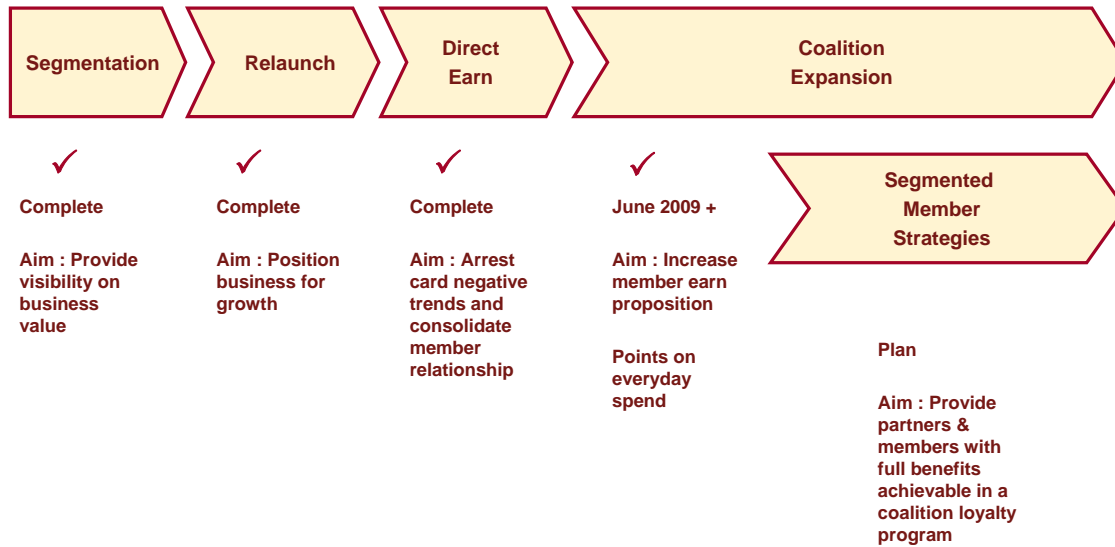 Segmentation
Relaunch
Direct
Earn
Coalition
Expansion
Complete
Aim : Provide
visibility on
business
value
Complete
Aim : Position
business for
growth
Complete
Aim : Arrest
card negative
trends and
consolidate
member
relationship
June 2009 +
Aim : Increase
member earn
proposition
Points on
everyday
spend
Segmented
Member
Strategies
Plan
Aim : Provide
partners &
members with
full benefits
achievable in a
coalition loyalty
program